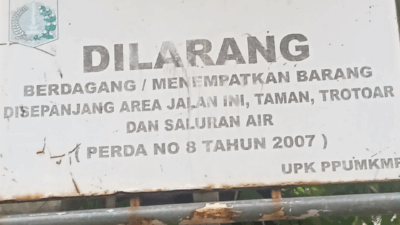 DILARANG
BERDAGANG / MENEMPATKAN BARANG
DISEPANJANG AREA JALAN INI, TAMAN, TROTOAR
DAN SALURAN AIR
( PERDA NO 8 TAHUN 2007 )
UPK PPUMKMP